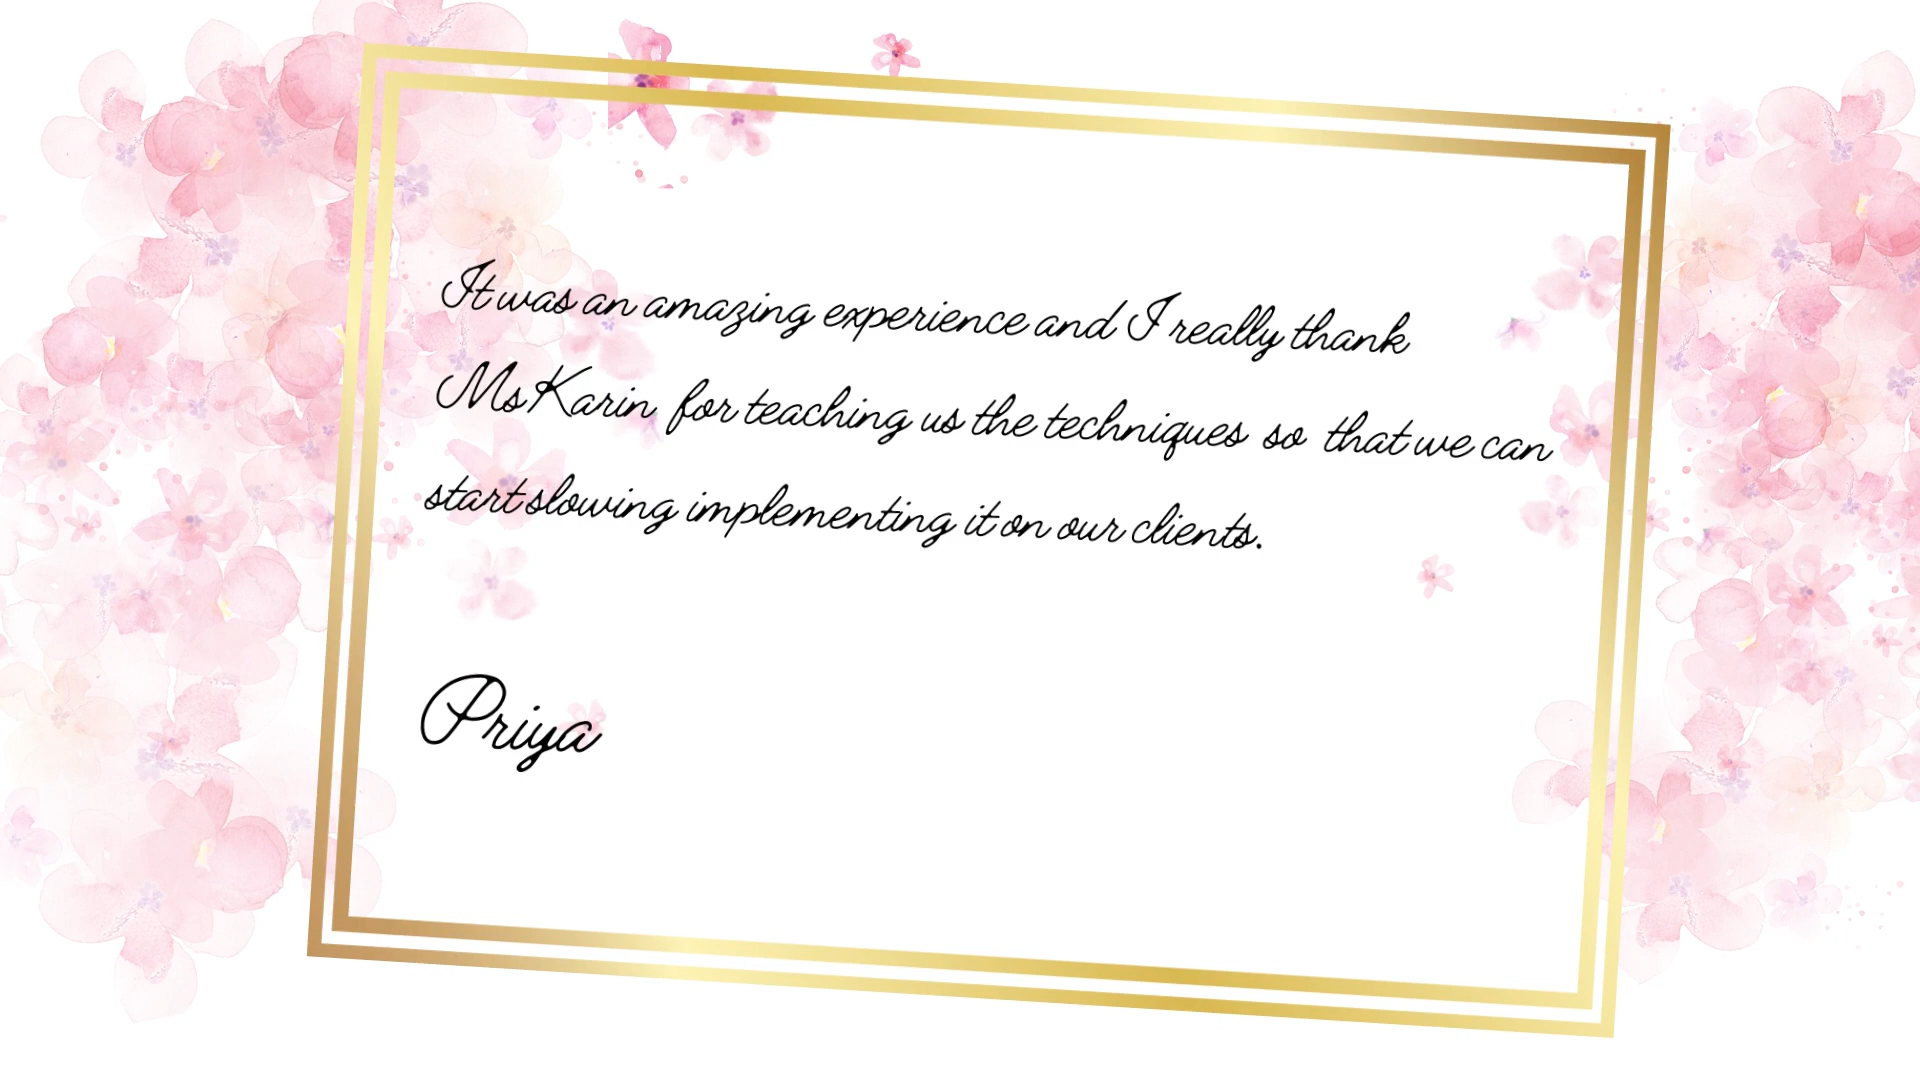 It was an amazing experience and I really thank
Ms Karin for teaching us the techniques so that we can
start slowing implementing it on our clients.
Priya